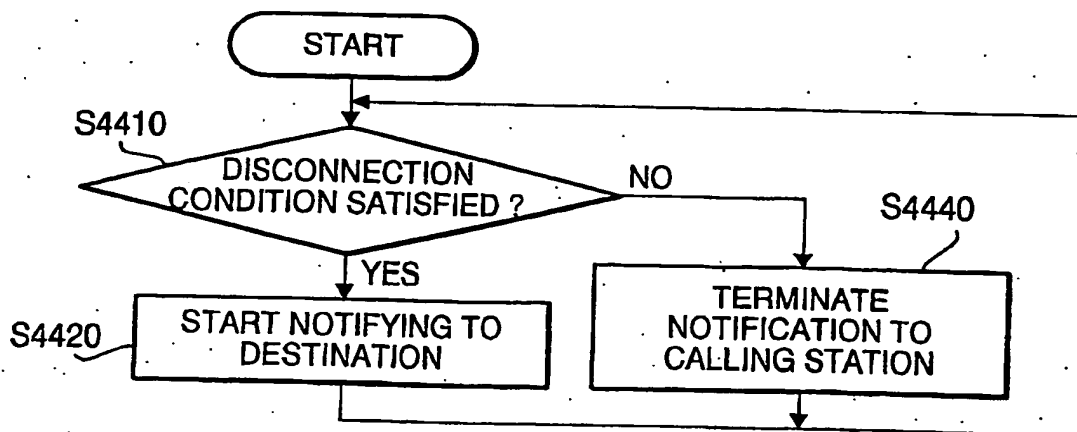 START
S4410
DISCONNECTION
CONDITION SATISFIED ?
NO
S4440
YES
S4420
START NOTIFYING TO
DESTINATION
TERMINATE
NOTIFICATION TO
CALLING STATION